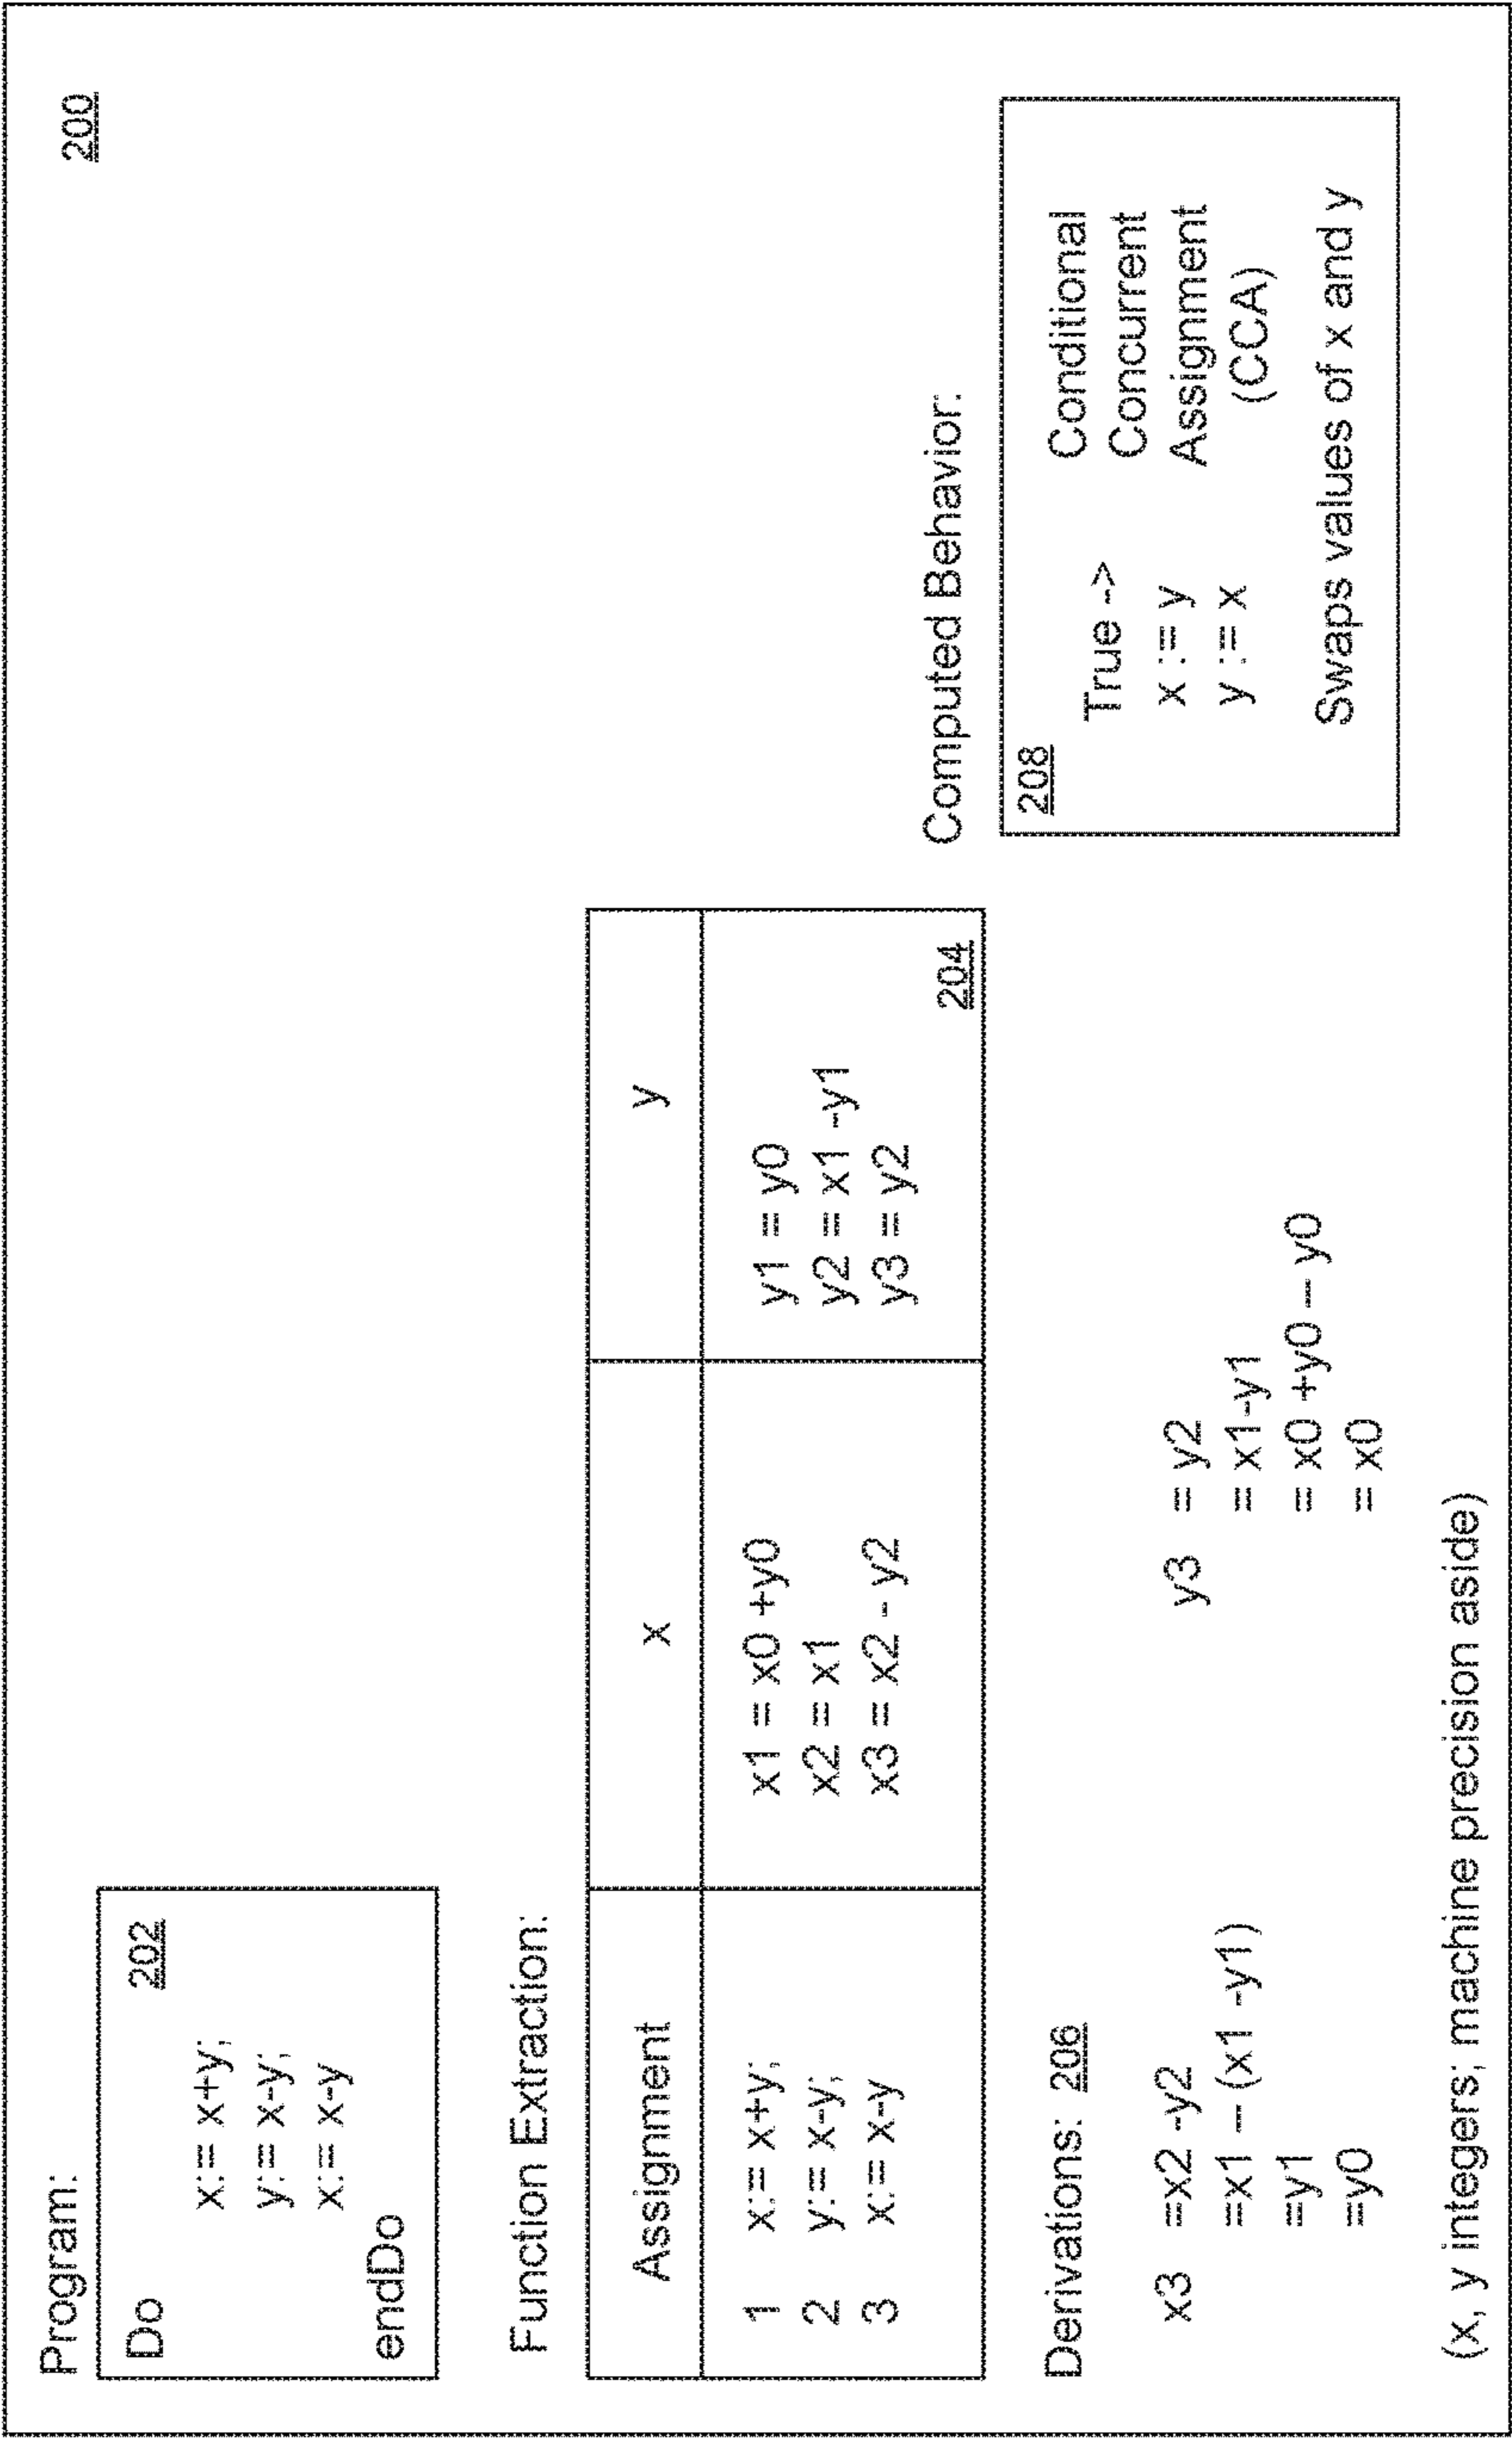 200
Program:
Do 202
x:= x+y;
y:= x-y;
x:= x-y
endDo
Function Extraction:
Assignment x y
1 x:= x+y; x1 = x0 +y0 y1 = y0
2 y:= x-y; x2 = x1 y2 = x1 -y1
3 x:= x-y x3 = x2 - y2 y3 = y2
204
Derivations: 206
x3 =x2 -y2 y3 = y2
=x1 – (x1 -y1) = x1-y1
=y1 = x0 +y0 – y0
=y0 = x0
(x, y integers; machine precision aside)
Computed Behavior:
208
True -> Conditional
x := y Concurrent
y := x Assignment
(CCA)
Swaps values of x and y